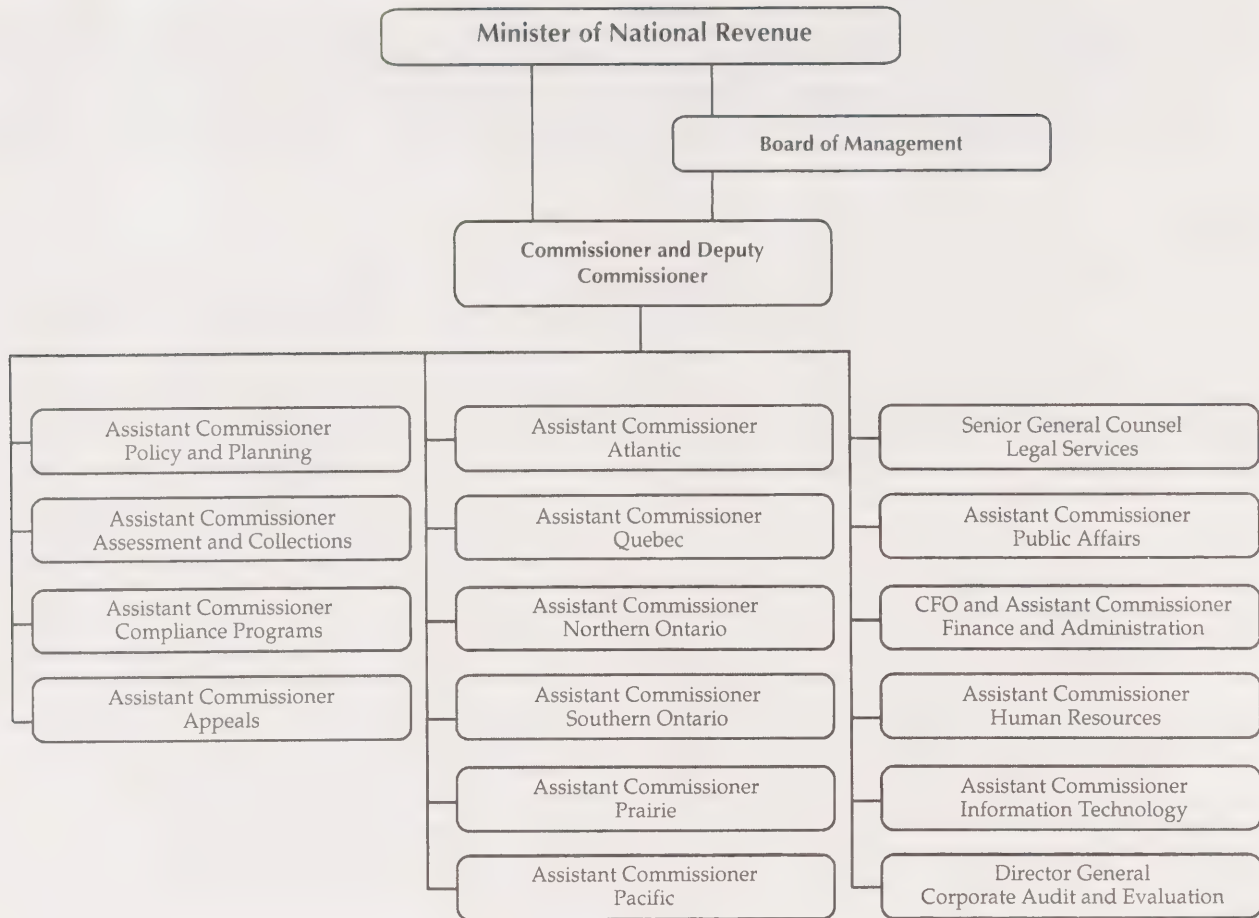 Minister of National Revenue
Board of Management
Commissioner and Deputy
Commissioner
Assistant Commissioner
Policy and Planning
Assistant Commissioner
Assessment and Collections
Assistant Commissioner
Compliance Programs
Assistant Commissioner
Appeals
Assistant Commissioner
Atlantic
Assistant Commissioner
Quebec
Assistant Commissioner
Northern Ontario
Assistant Commissioner
Southern Ontario
Assistant Commissioner
Prairie
Assistant Commissioner
Pacific
Senior General Counsel
Legal Services
Assistant Commissioner
Public Affairs
CFO and Assistant Commissioner
Finance and Administration
Assistant Commissioner
Human Resources
Assistant Commissioner
Information Technology
Director General
Corporate Audit and Evaluation